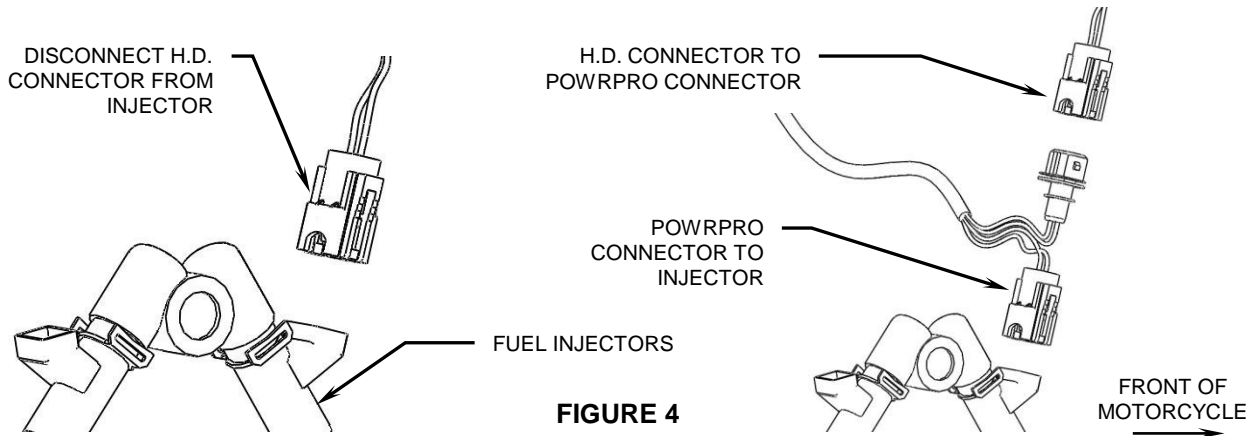 DISCONNECT H.D.
CONNECTOR FROM
INJECTOR
H.D. CONNECTOR TO
POWRPRO CONNECTOR
POWRPRO
CONNECTOR TO
INJECTOR
FUEL INJECTORS
FIGURE 4
FRONT OF
MOTORCYCLE